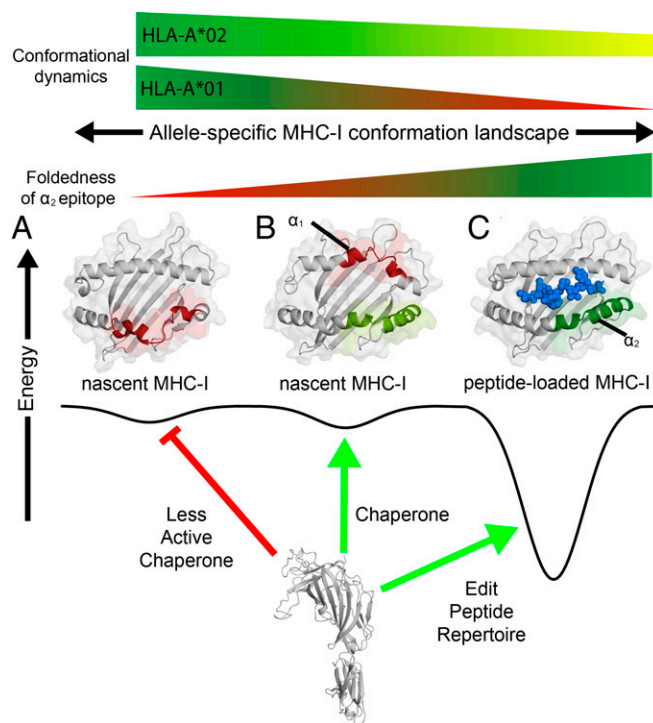 HLA-A*02
Conformational
dynamics
HLA-A*01
Allele-specific MHC-I conformation landscape
Foldedness
of α₂ epitope
A
B
C
α₁
α₂
nascent MHC-I
nascent MHC-I
peptide-loaded MHC-I
Energy
Less
Active
Chaperone
Chaperone
Edit
Peptide
Repertoire